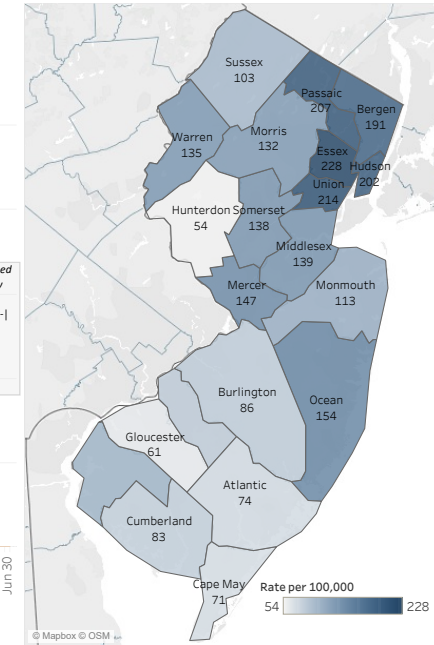 Sussex
103
Passaic
207
Bergen
191
Warren
135
Morris
132
Essex
228
Hudson
202
Union
214
Hunterdon
54
Somerset
138
Middlesex
139
Mercer
147
Monmouth
113
Burlington
86
Ocean
154
Gloucester
61
Atlantic
74
Cumberland
83
Cape May
71
Rate per 100,000
54
228
© Mapbox © OSM
Jun 30
ed
y
-|